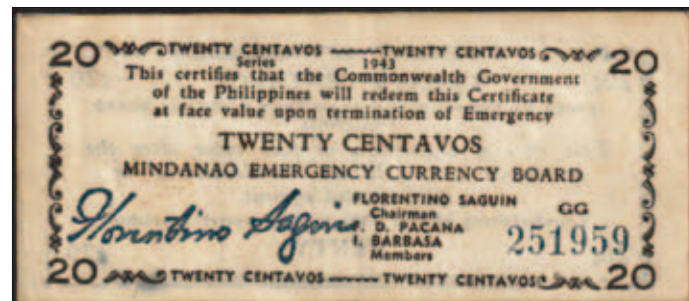 20 TWENTY CENTAVOS TWENTY CENTAVOS 20
Series 1943
This certifies that the Commonwealth Government
of the Philippines will redeem this Certificate
at face value upon termination of Emergency
TWENTY CENTAVOS
MINDANAO EMERGENCY CURRENCY BOARD
Florentino Saguin
FLORENTINO SAGUIN
Chairman
P. D. PACANA
I. BARBASA
Members
GG
251959
20 TWENTY CENTAVOS TWENTY CENTAVOS 20